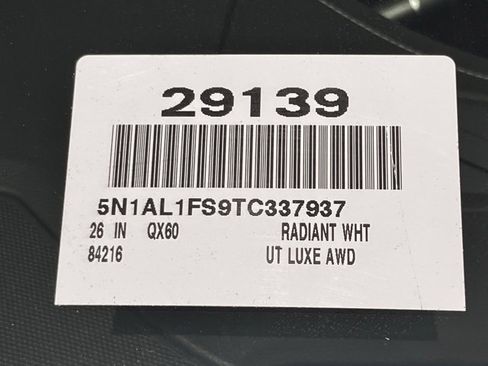 29139
5N1AL1FS9TC337937
26 IN QX60 RADIANT WHT
84216 UT LUXE AWD